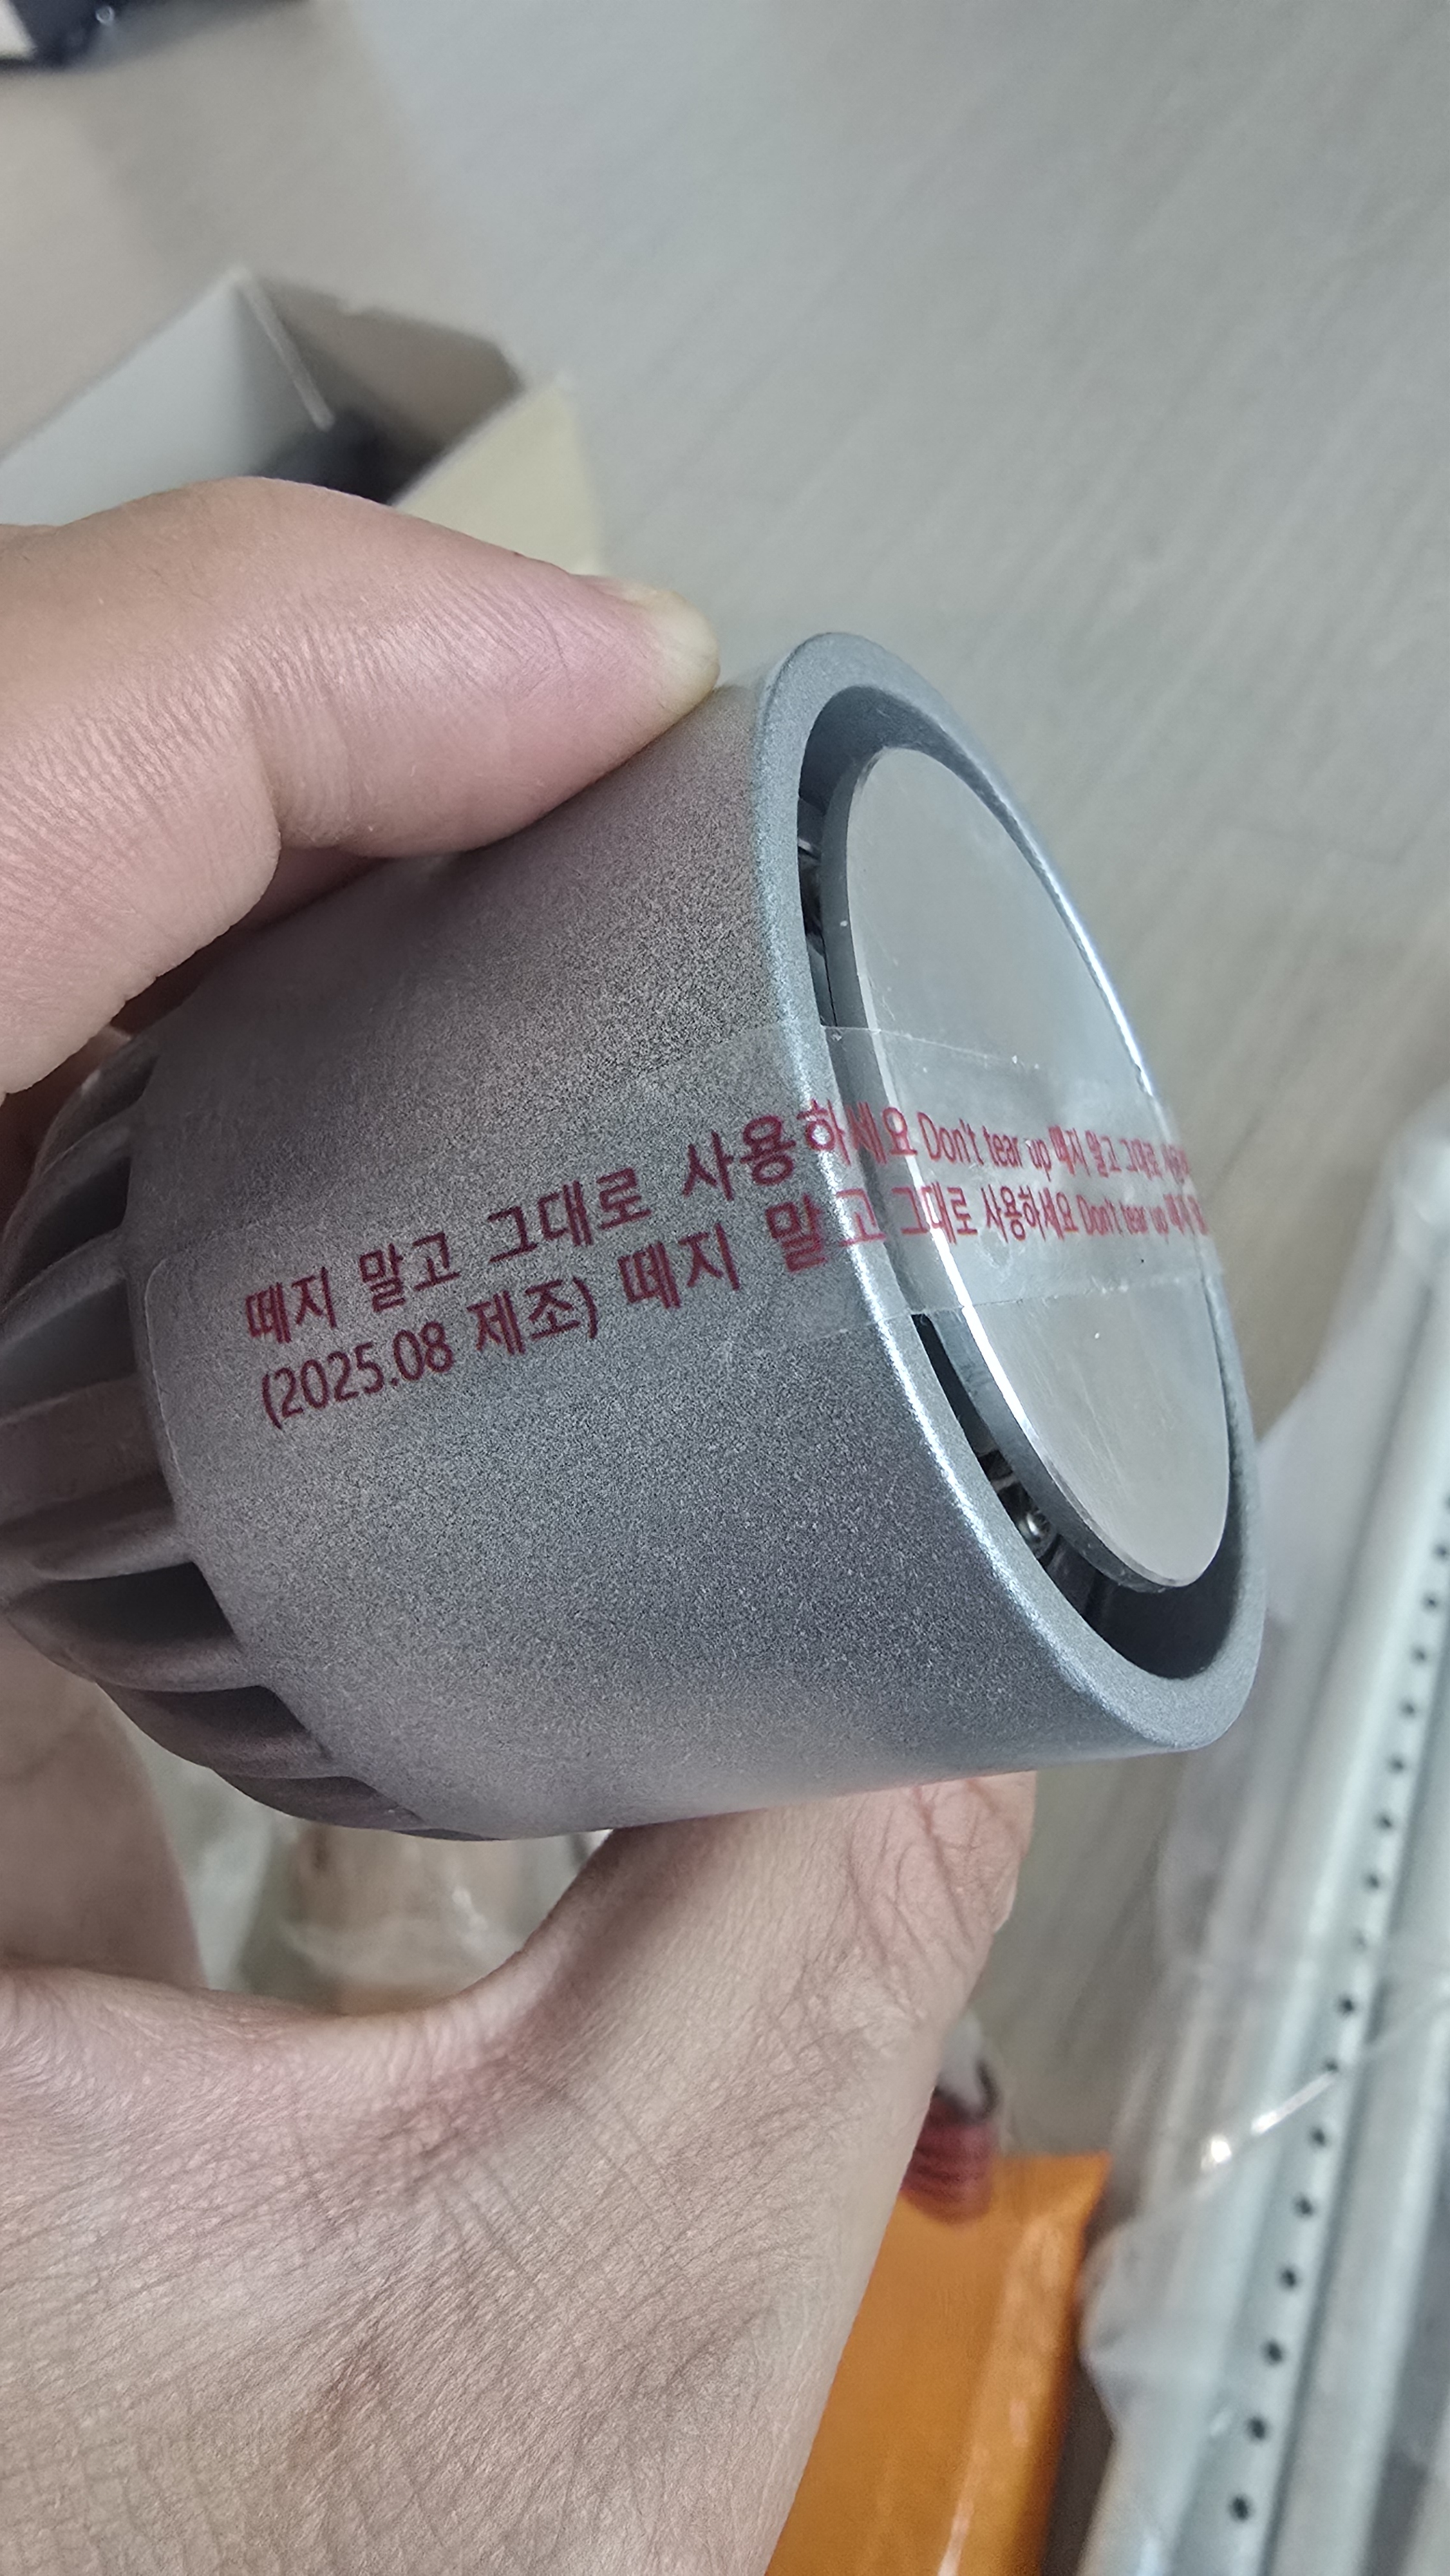 떼지 말고 그대로 사용하세요 Don't tear up 떼지 말고 그대로
(2025.08 제조) 떼지 말고 그대로 사용하세요 Don't tear up 떼지